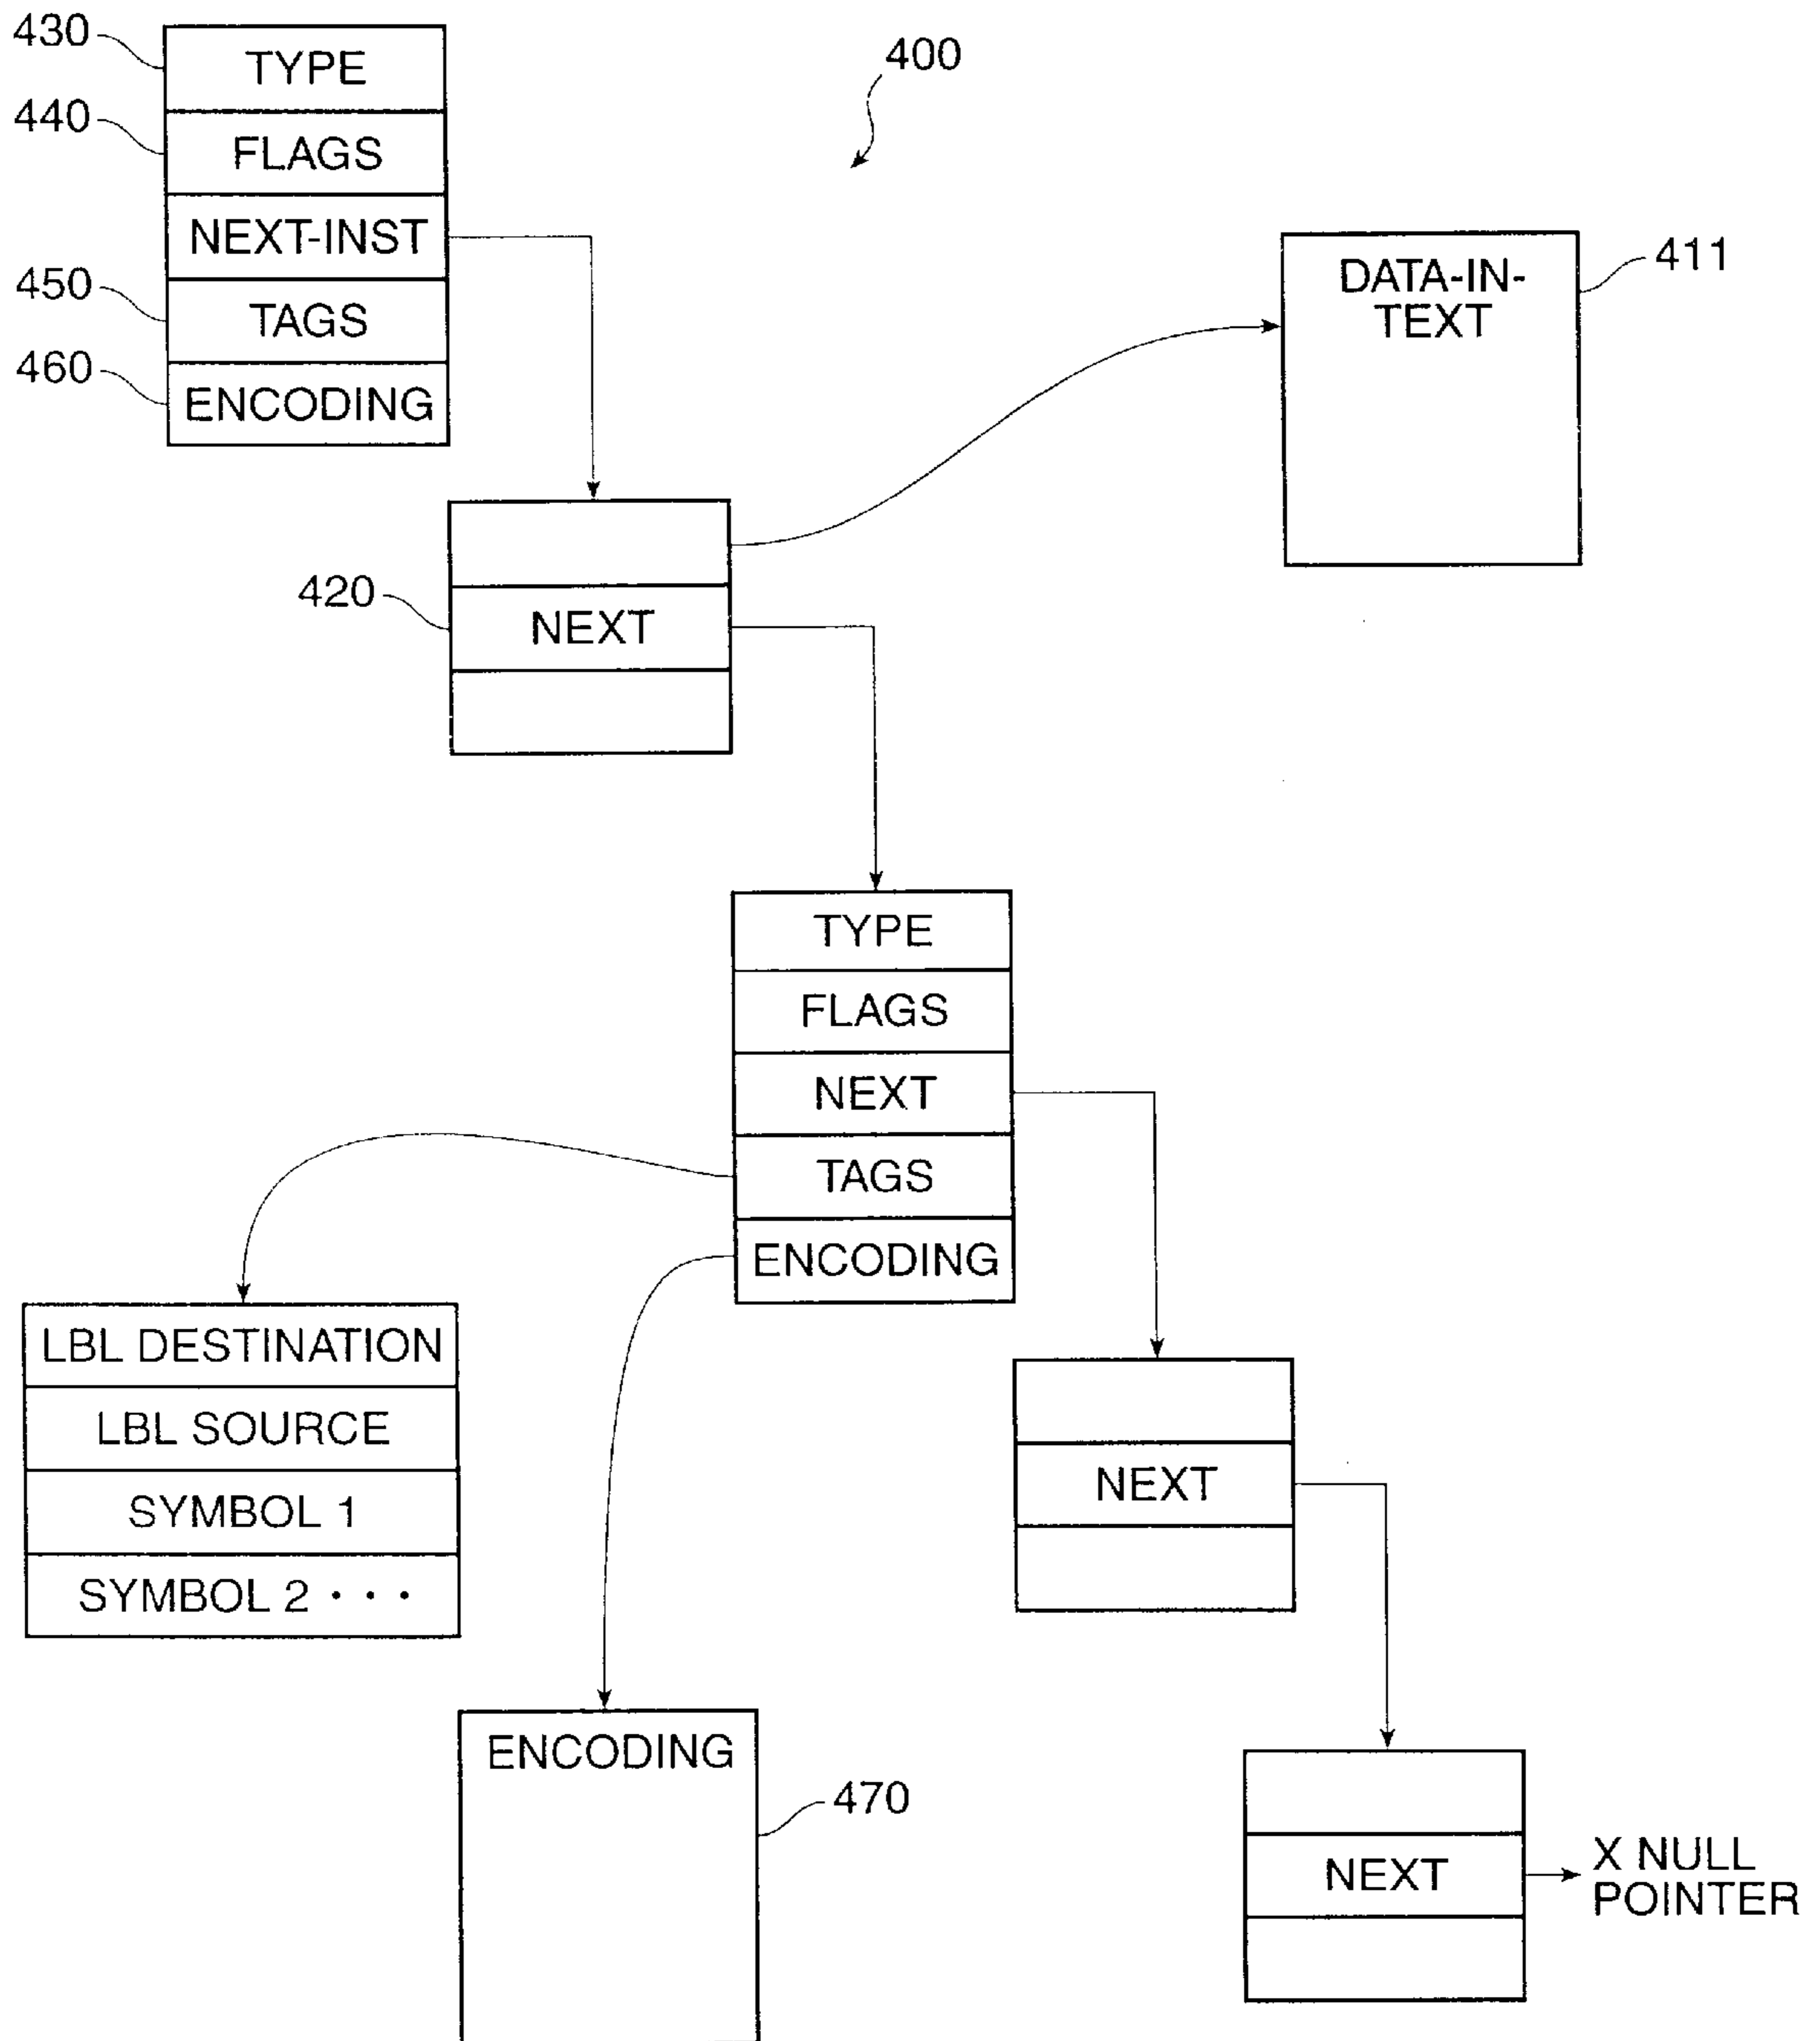 430
TYPE
400
440
FLAGS
NEXT-INST
450
TAGS
460
ENCODING
DATA-IN-
TEXT
411
420
NEXT
TYPE
FLAGS
NEXT
TAGS
ENCODING
LBL DESTINATION
LBL SOURCE
SYMBOL 1
SYMBOL 2 · · ·
NEXT
ENCODING
470
NEXT
X NULL
POINTER